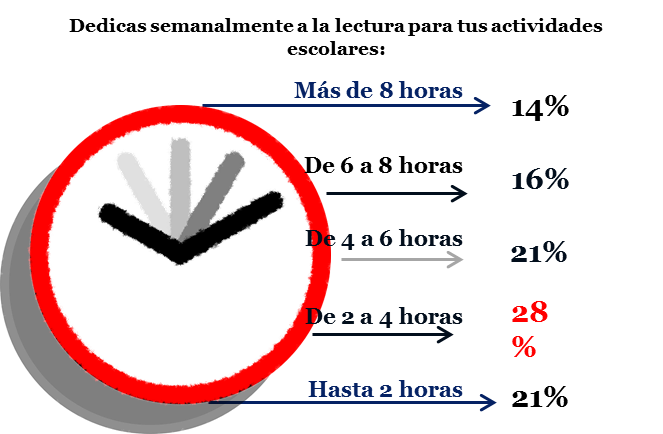 Dedicas semanalmente a la lectura para tus actividades
escolares:
Más de 8 horas
14%
De 6 a 8 horas
16%
De 4 a 6 horas
21%
De 2 a 4 horas
28
%
Hasta 2 horas
21%